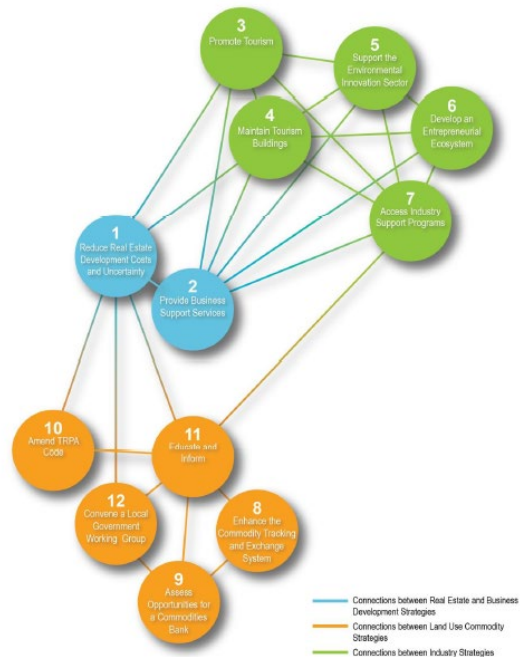 3
Promote Tourism
5
Support the
Environmental
Innovation Sector
4
Maintain Tourism
Buildings
6
Develop an
Entrepreneurial
Ecosystem
7
Access Industry
Support Programs
1
Reduce Real Estate
Development Costs
and Uncertainty
2
Provide Business
Support Services
10
Amend TRPA
Code
11
Educate and
Inform
12
Convene a Local
Government
Working Group
8
Enhance the
Commodity Tracking
and Exchange
System
9
Assess
Opportunities for
a Commodities
Bank
Connections between Real Estate and Business
Development Strategies
Connections between Land Use Commodity
Strategies
Connections between Industry Strategies